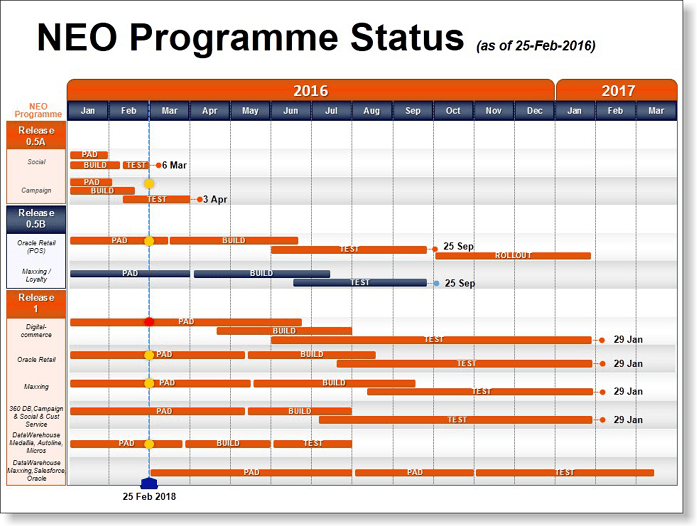 NEO Programme Status (as of 25-Feb-2016)
2016 2017
NEO
Programme
Jan Feb Mar Apr May Jun Jul Aug Sep Oct Nov Dec Jan Feb Mar
Release
0.5A
Social
PAD
BUILD TEST 6 Mar
Campaign
PAD
BUILD
TEST 3 Apr
Release
0.5B
Oracle Retail
(POS)
PAD BUILD
TEST 25 Sep
ROLLOUT
Maxxing /
Loyalty
PAD BUILD
TEST 25 Sep
Release
1
Digital-
commerce
PAD
BUILD
TEST 29 Jan
Oracle Retail
PAD BUILD
TEST 29 Jan
Maxxing
PAD BUILD
TEST 29 Jan
360 DB,Campaign
& Social & Cust
Service
PAD BUILD
TEST 29 Jan
DataWarehouse
Medallia, Autoline,
Micros
PAD BUILD TEST
DataWarehouse
Maxxing,Salesforce,
Oracle
PAD PAD TEST
25 Feb 2018